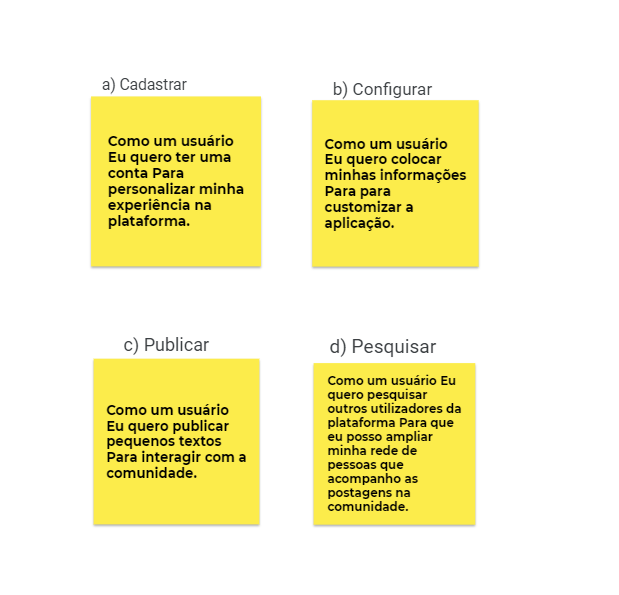 a) Cadastrar
Como um usuário
Eu quero ter uma
conta Para
personalizar minha
experiência na
plataforma.
b) Configurar
Como um usuário
Eu quero colocar
minhas informações
Para para
customizar a
aplicação.
c) Publicar
Como um usuário
Eu quero publicar
pequenos textos
Para interagir com a
comunidade.
d) Pesquisar
Como um usuário Eu
quero pesquisar
outros utilizadores da
plataforma Para que
eu posso ampliar
minha rede de
pessoas que
acompanho as
postagens na
comunidade.